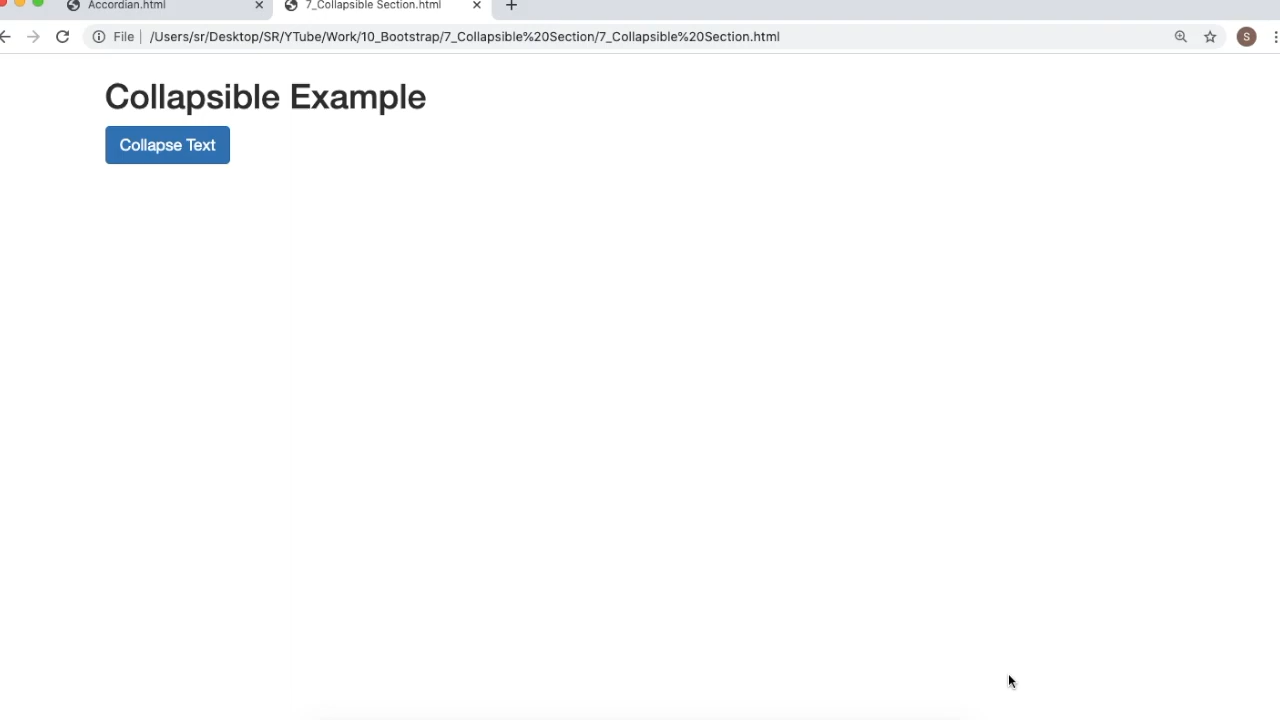 Accordian.html
7_Collapsible Section.html
File
/Users/sr/Desktop/SR/YTube/Work/10_Bootstrap/7_Collapsible%20Section/7_Collapsible%20Section.html
S
Collapsible Example
Collapse Text